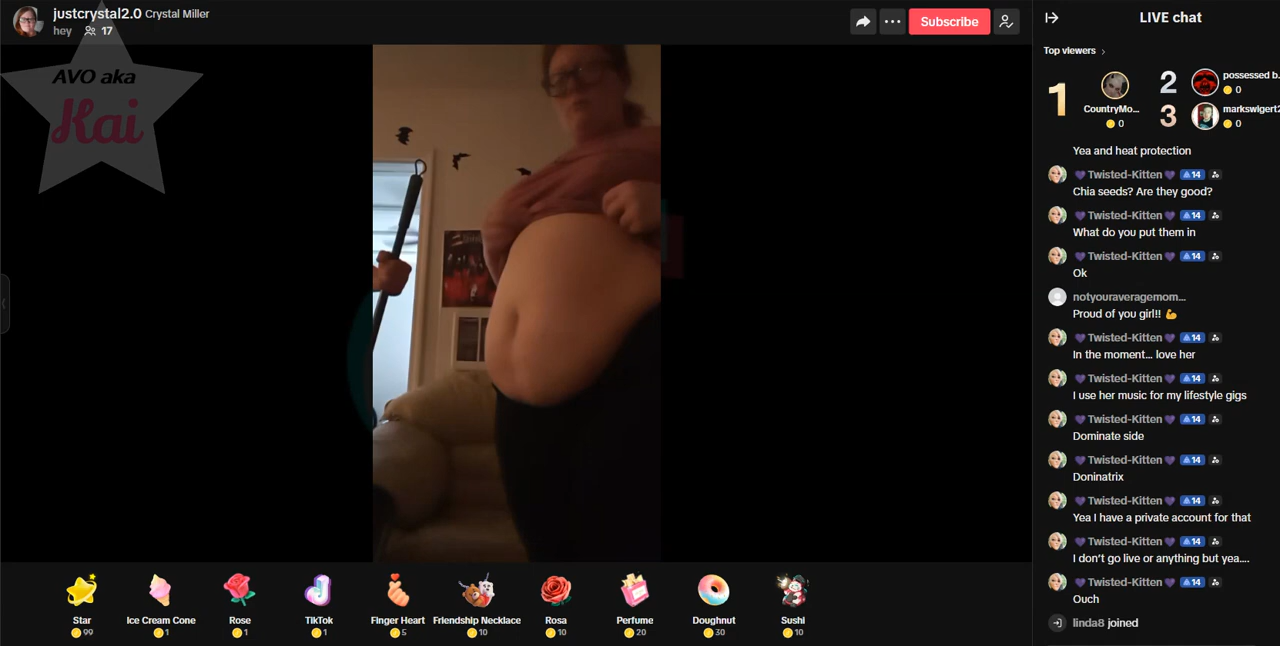 justcrystal2.0 Crystal Miller
hey 17
Subscribe
AVO aka
Kai
LIVE chat
Top viewers
1
CountryMo...
0
2
possessed b...
0
3
markswigert2
0
Yea and heat protection
Twisted-Kitten 14
Chia seeds? Are they good?
Twisted-Kitten 14
What do you put them in
Twisted-Kitten 14
Ok
notyouraveragemom...
Proud of you girl!!
Twisted-Kitten 14
In the moment... love her
Twisted-Kitten 14
I use her music for my lifestyle gigs
Twisted-Kitten 14
Dominate side
Twisted-Kitten 14
Doninatrix
Twisted-Kitten 14
Yea I have a private account for that
Twisted-Kitten 14
I don't go live or anything but yea....
Twisted-Kitten 14
Ouch
linda8 joined
Star
99
Ice Cream Cone
1
Rose
1
TikTok
1
Finger Heart
5
Friendship Necklace
10
Rosa
10
Perfume
20
Doughnut
30
Sushi
10